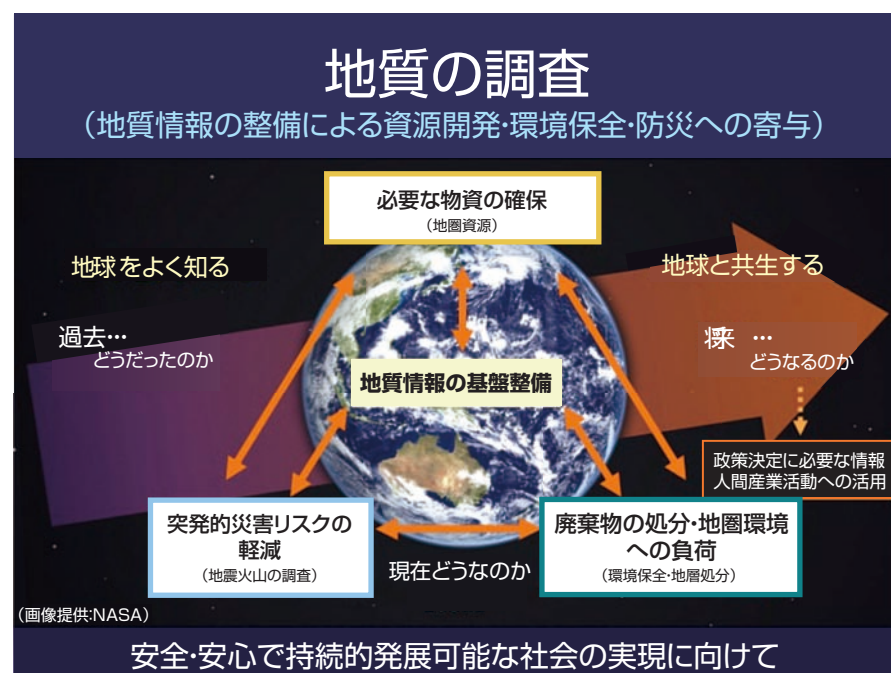 地質の調査
（地質情報の整備による資源開発・環境保全・防災への寄与）
必要な物資の確保
（地圏資源）
地球をよく知る
地球と共生する
過去…
どうだったのか
将来 …
どうなるのか
地質情報の基盤整備
政策決定に必要な情報
人間産業活動への活用
突発的災害リスクの
軽減
（地震火山の調査）
現在どうなのか
廃棄物の処分・地圏環境
への負荷
（環境保全・地層処分）
（画像提供:NASA）
安全・安心で持続的発展可能な社会の実現に向けて